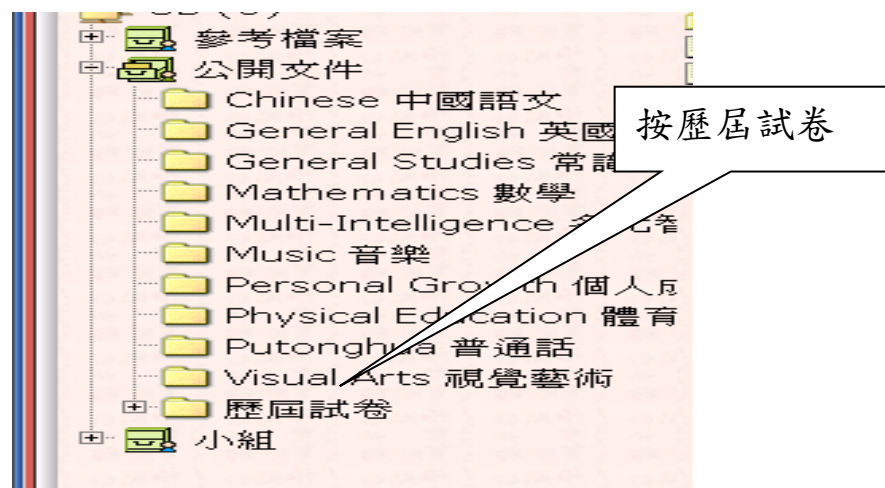 參考檔案
公開文件
Chinese 中國語文
General English 英國
按歷屆試卷
General Studies 常
Mathematics 數學
Multi-Intelligence
Music 音樂
Personal Growth 個人
Physical Education 體育
Putonghua 普通話
Visual Arts 視覺藝術
歷屆試卷
小組